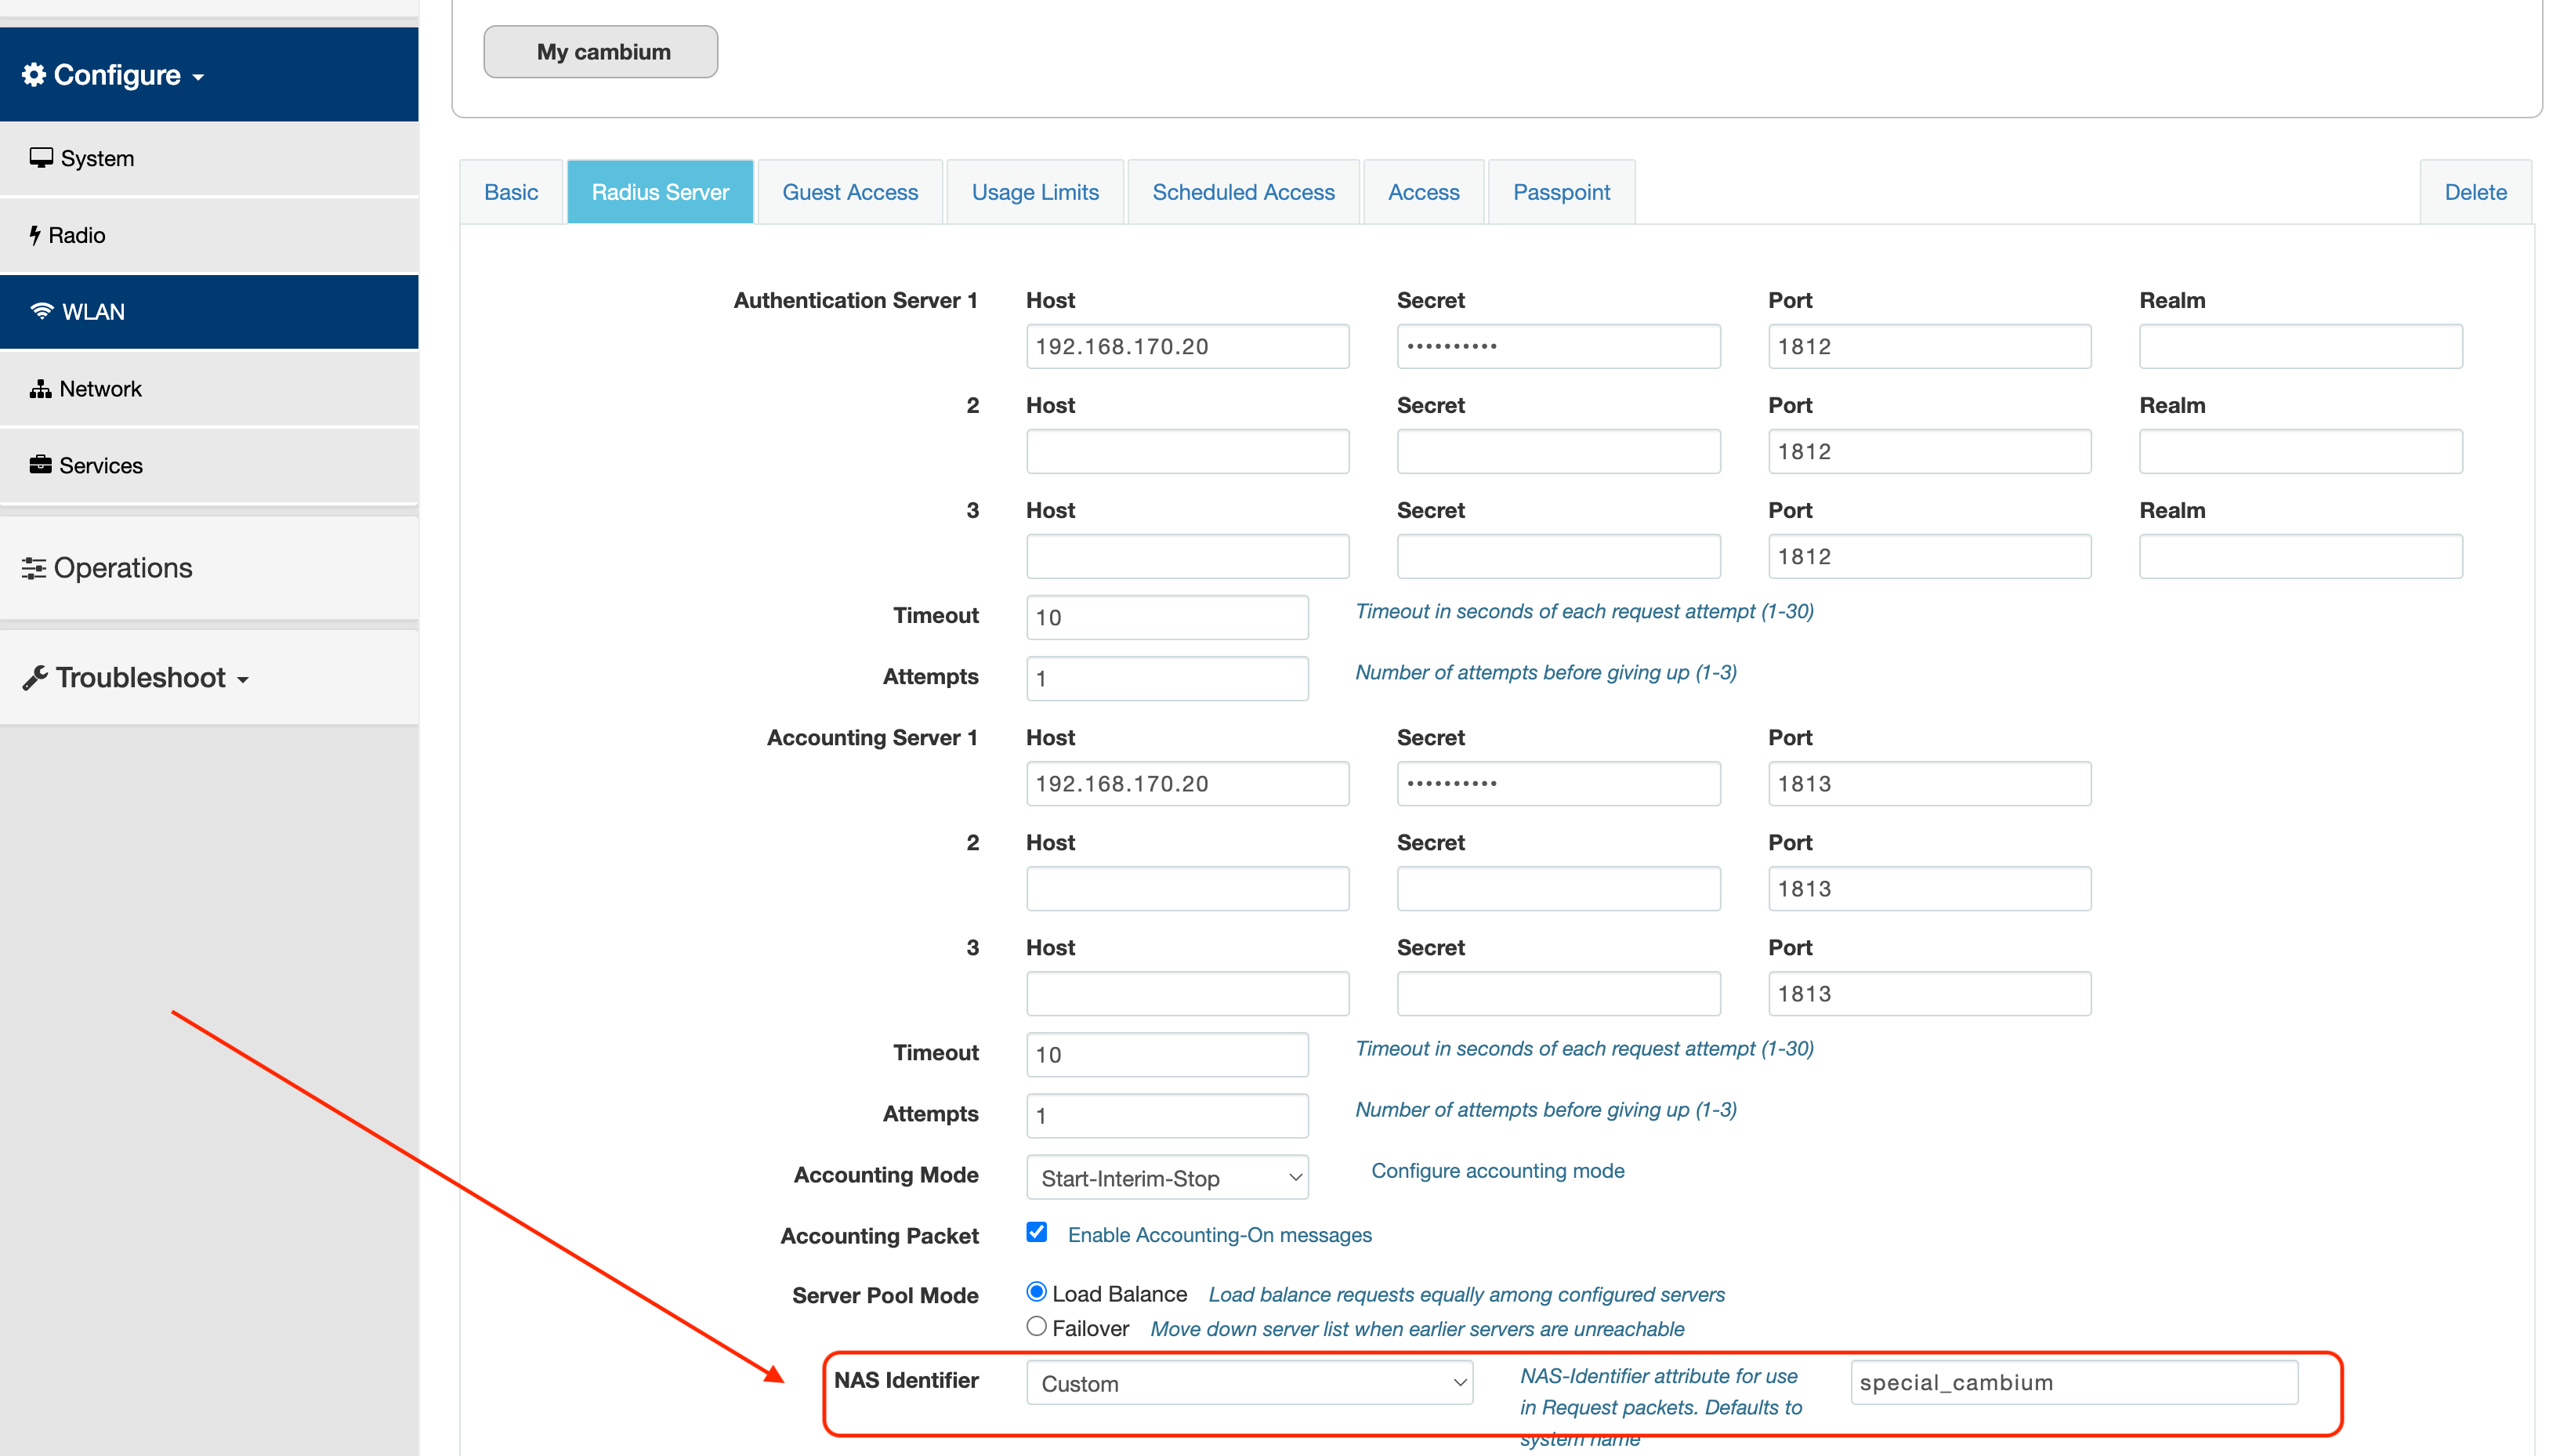 My cambium
Configure
System
Radio
WLAN
Network
Services
Operations
Troubleshoot
Basic Radius Server Guest Access Usage Limits Scheduled Access Access Passpoint Delete
Authentication Server 1 Host Secret Port Realm
192.168.170.20 •••••••••• 1812
2 Host Secret Port Realm
1812
3 Host Secret Port Realm
1812
Timeout 10 Timeout in seconds of each request attempt (1-30)
Attempts 1 Number of attempts before giving up (1-3)
Accounting Server 1 Host Secret Port
192.168.170.20 •••••••••• 1813
2 Host Secret Port
1813
3 Host Secret Port
1813
Timeout 10 Timeout in seconds of each request attempt (1-30)
Attempts 1 Number of attempts before giving up (1-3)
Accounting Mode Start-Interim-Stop Configure accounting mode
Accounting Packet Enable Accounting-On messages
Server Pool Mode Load Balance Load balance requests equally among configured servers
Failover Move down server list when earlier servers are unreachable
NAS Identifier Custom NAS-Identifier attribute for use special_cambium
in Request packets. Defaults to
system name